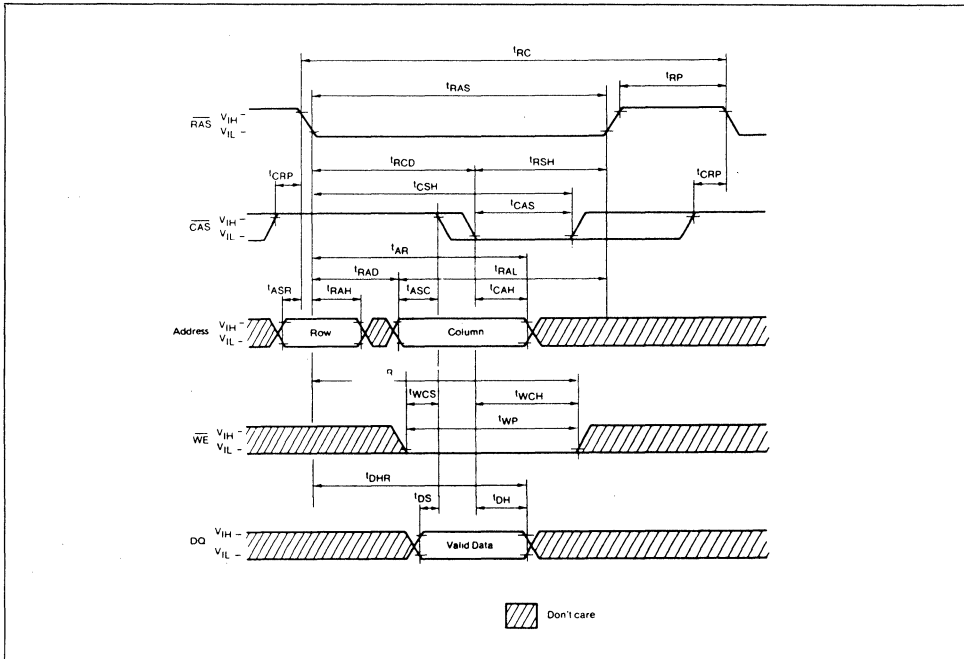 tRC
tRP
tRAS
RAS VIH
VIL
tRCD tRSH
tCRP tCSH tCRP
tCAS
CAS VIH
VIL
tAR
tRAD tRAL
tASR tRAH tASC tCAH
Address VIH
VIL
Row Column
R
tWCS tWCH
tWP
WE VIH
VIL
tDHR
tDS tDH
DQ VIH
VIL
Valid Data
Don't care